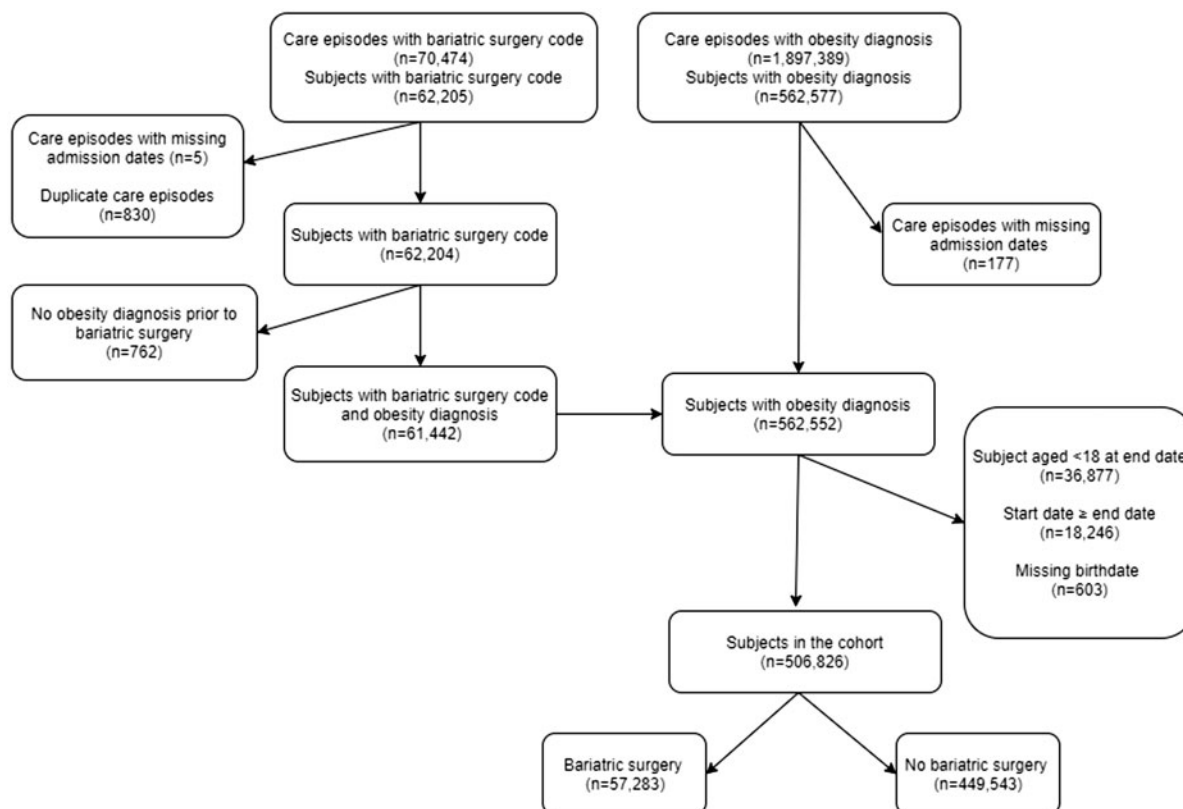 Care episodes with bariatric surgery code
(n=70,474)
Subjects with bariatric surgery code
(n=62,205)
Care episodes with obesity diagnosis
(n=1,897,389)
Subjects with obesity diagnosis
(n=562,577)
Care episodes with missing
admission dates (n=5)
Duplicate care episodes
(n=830)
Subjects with bariatric surgery code
(n=62,204)
Care episodes with missing
admission dates
(n=177)
No obesity diagnosis prior to
bariatric surgery
(n=762)
Subjects with bariatric surgery code
and obesity diagnosis
(n=61,442)
Subjects with obesity diagnosis
(n=562,552)
Subject aged <18 at end date
(n=36,877)
Start date ≥ end date
(n=18,246)
Missing birthdate
(n=603)
Subjects in the cohort
(n=506,826)
Bariatric surgery
(n=57,283)
No bariatric surgery
(n=449,543)